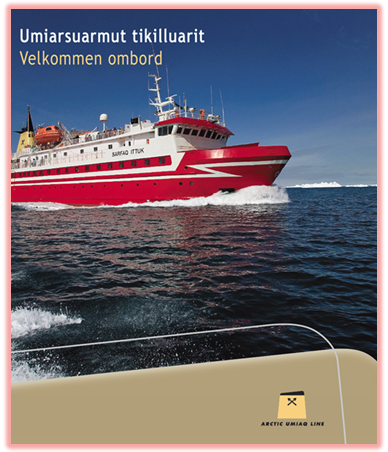 Umiarsuarmut tikilluarit
Velkommen ombord
SARFAQ ITTUK
ARCTIC UMIAQ LINE